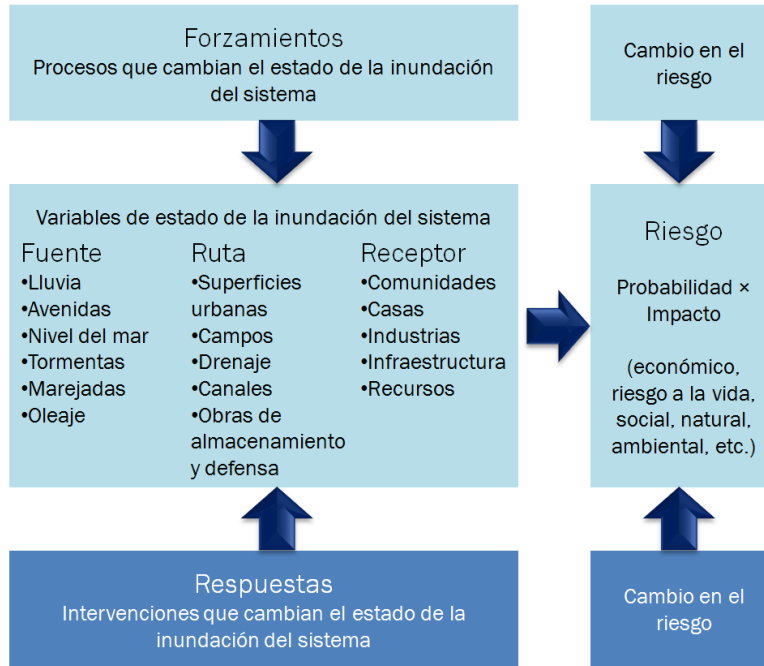 Forzamientos
Procesos que cambian el estado de la inundación
del sistema
Cambio en el
riesgo
Variables de estado de la inundación del sistema
Fuente
•Lluvia
•Avenidas
•Nivel del mar
•Tormentas
•Marejadas
•Oleaje
Ruta
•Superficies
urbanas
•Campos
•Drenaje
•Canales
•Obras de
almacenamiento
y defensa
Receptor
•Comunidades
•Casas
•Industrias
•Infraestructura
•Recursos
Riesgo
Probabilidad ×
Impacto
(económico,
riesgo a la vida,
social, natural,
ambiental, etc.)
Respuestas
Intervenciones que cambian el estado de la
inundación del sistema
Cambio en el
riesgo